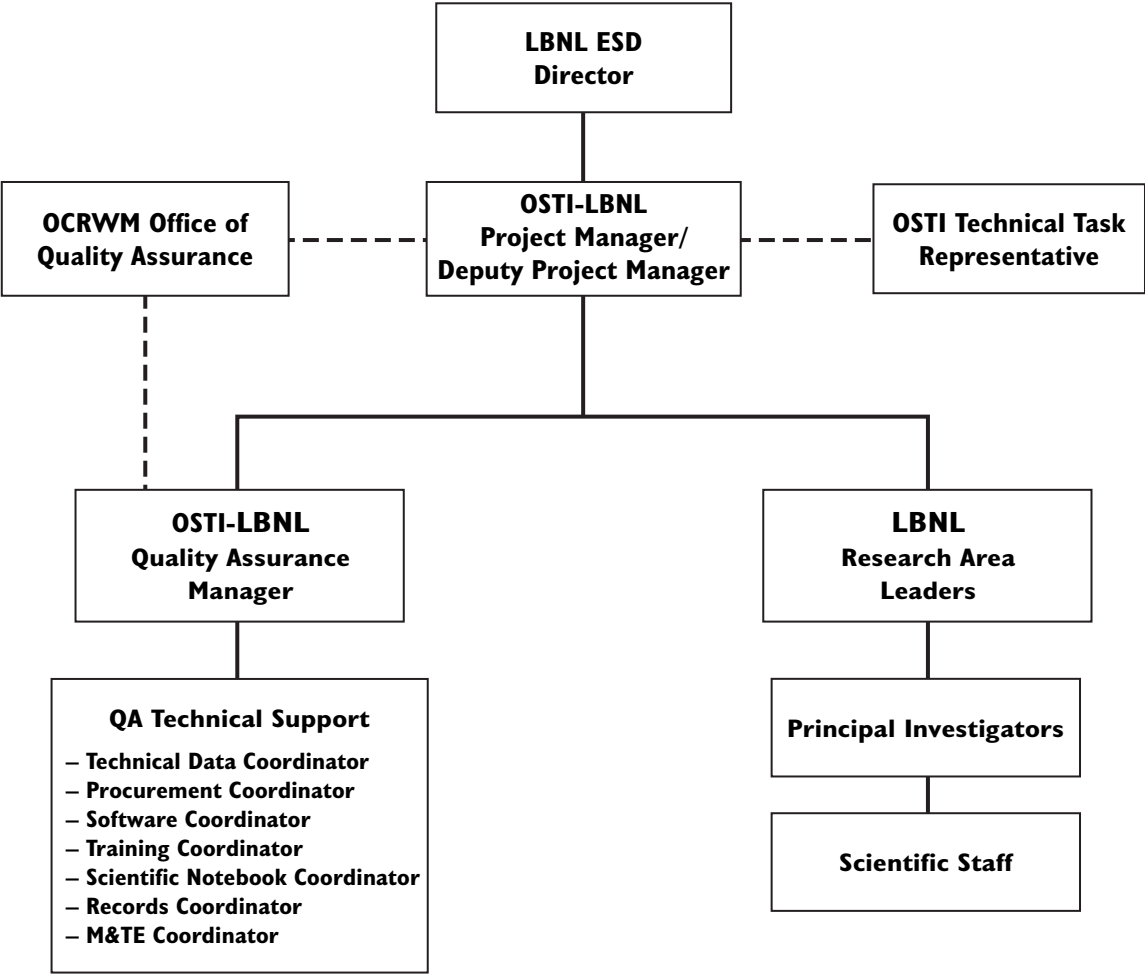 LBNL ESD
Director
OCRWM Office of
Quality Assurance
OSTI-LBNL
Project Manager/
Deputy Project Manager
OSTI Technical Task
Representative
OSTI-LBNL
Quality Assurance
Manager
LBNL
Research Area
Leaders
QA Technical Support
– Technical Data Coordinator
– Procurement Coordinator
– Software Coordinator
– Training Coordinator
– Scientific Notebook Coordinator
– Records Coordinator
– M&TE Coordinator
Principal Investigators
Scientific Staff